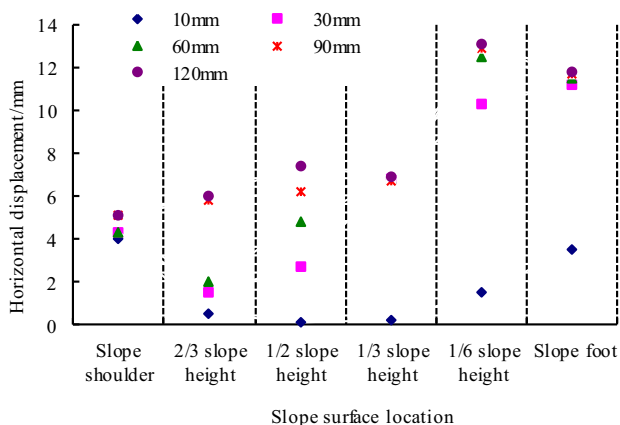 10mm 30mm
60mm 90mm
120mm
Horizontal displacement/mm
14
12
10
8
6
4
2
0
Slope shoulder
2/3 slope height
1/2 slope height
1/3 slope height
1/6 slope height
Slope foot
Slope surface location